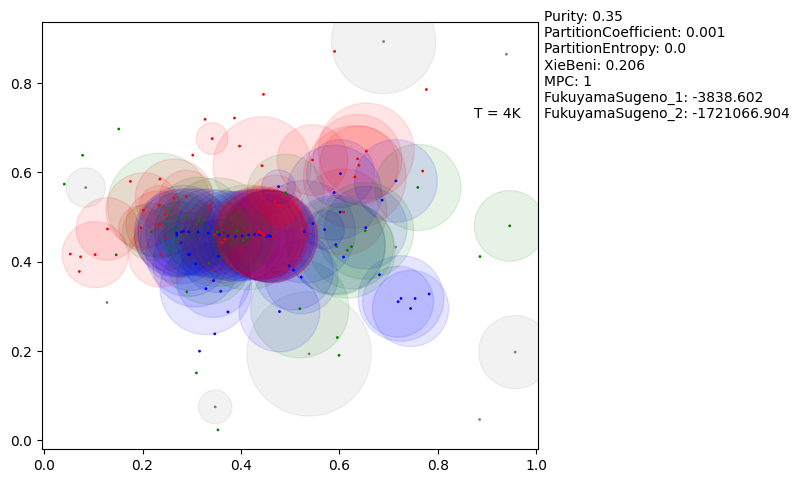 Purity: 0.35
PartitionCoefficient: 0.001
PartitionEntropy: 0.0
XieBeni: 0.206
MPC: 1
FukuyamaSugeno_1: -3838.602
FukuyamaSugeno_2: -1721066.904
T = 4K
0.8
0.6
0.4
0.2
0.0
0.0 0.2 0.4 0.6 0.8 1.0